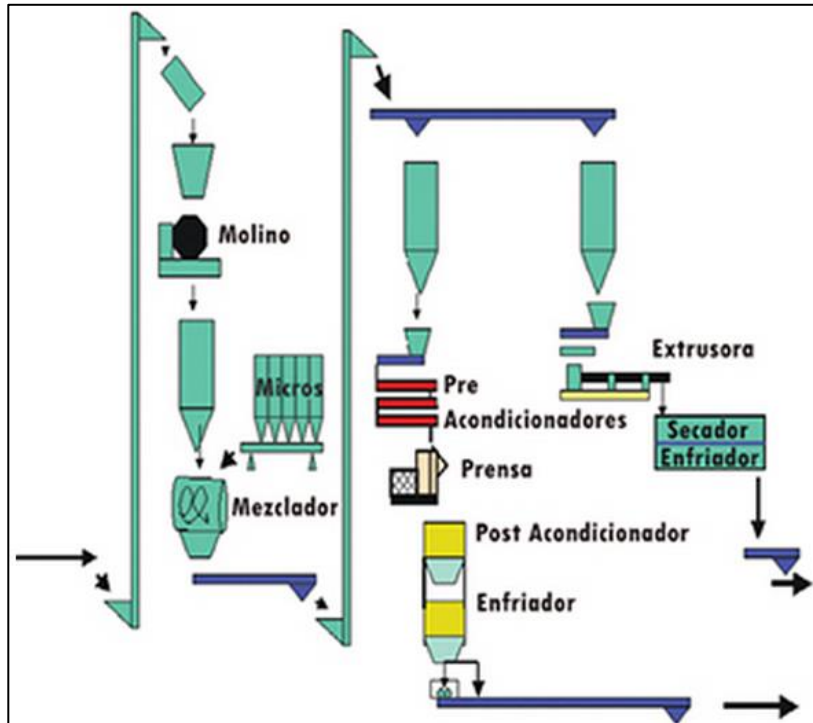 Molino
Extrusora
Micros
Pre
Acondicionadores
Secador
Enfriador
Prensa
Mezclador
Post Acondicionador
Enfriador